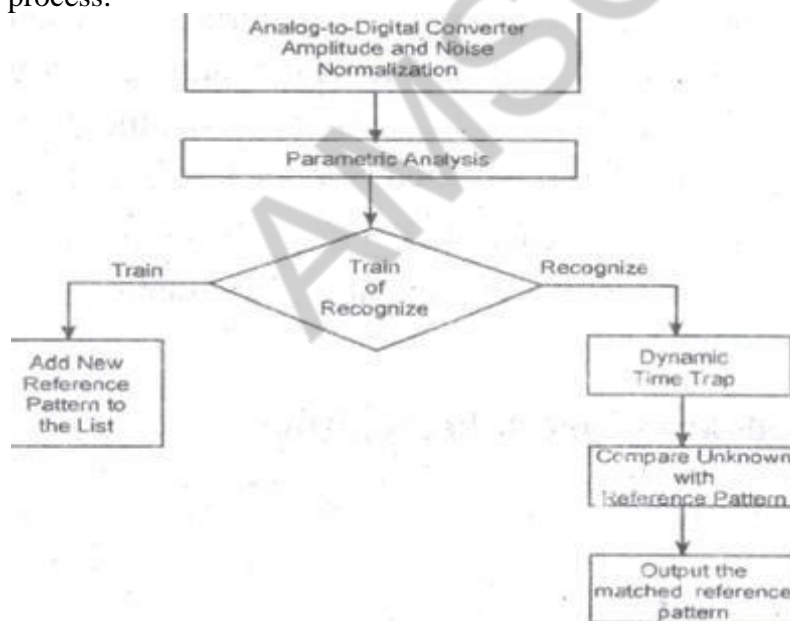 process:
Analog-to-Digital Converter
Amplitude and Noise
Normalization
Parametric Analysis
Train
Train
of
Recognize
Recognize
Add New
Reference
Pattern to
the List
Dynamic
Time Trap
Compare Unknown
with
Reference Pattern
Output the
matched reference
pattern